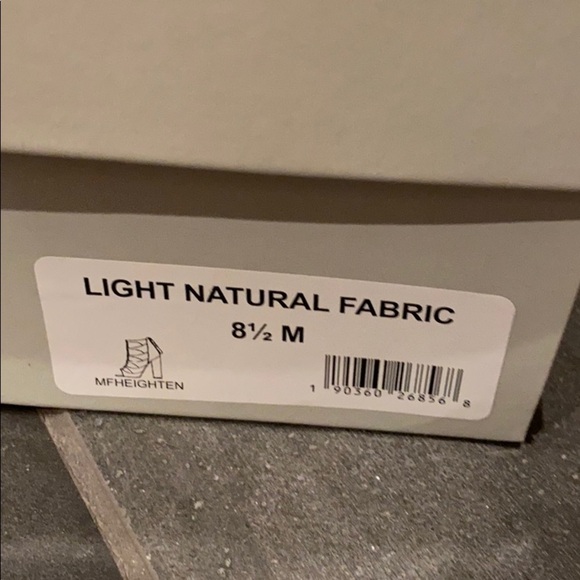 LIGHT NATURAL FABRIC
8½ M
MFHEIGHTEN
1 90360 26856 8